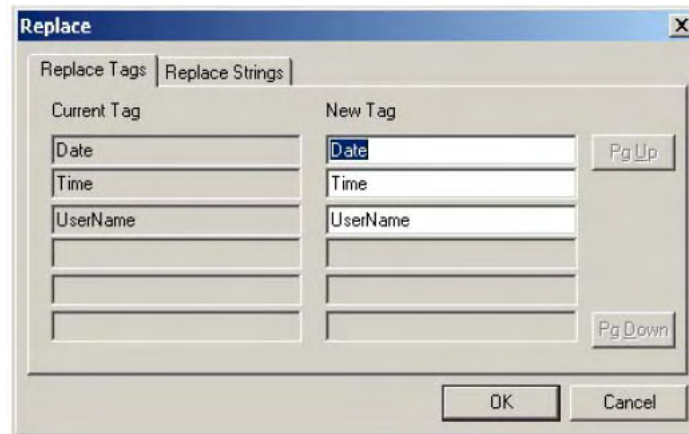 Replace
Replace Tags Replace Strings
Current Tag New Tag
Date Date Pg Up
Time Time
UserName UserName
Pg Down
OK Cancel